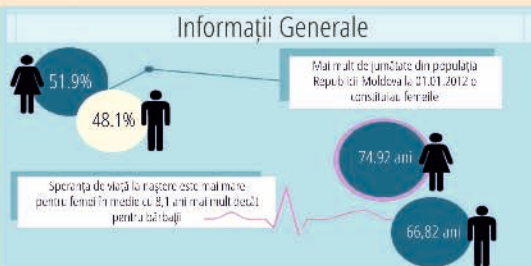 Informații Generale
51.9%
48.1%
Mai mult de jumătate din populația
Republicii Moldova la 01.01.2012 o
constituiau femeile
74.92 ani
Speranța de viață la naștere este mai mare
pentru femei în medie cu 8,1 ani mai mult decât
pentru bărbații
66,82 ani